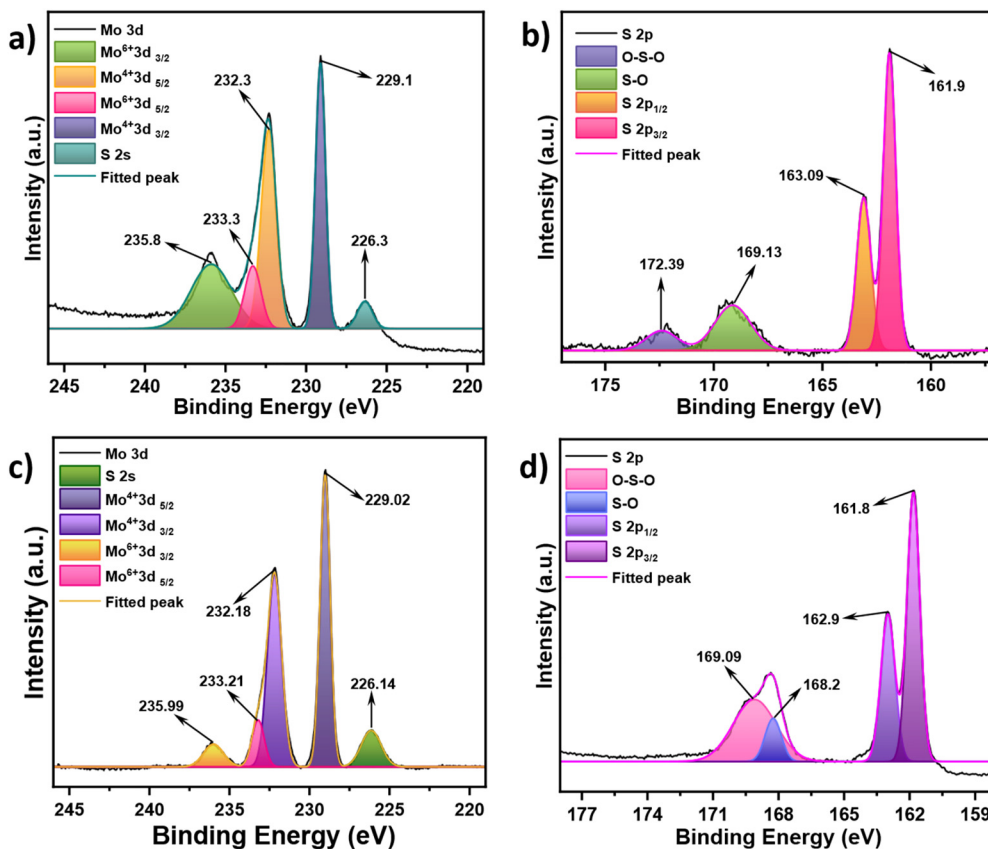 a)
Mo 3d
Mo6+3d 3/2
Mo4+3d 5/2
Mo6+3d 5/2
Mo4+3d 3/2
S 2s
Fitted peak
232.3
229.1
235.8
233.3
226.3
Intensity (a.u.)
245 240 235 230 225 220
Binding Energy (eV)
b)
S 2p
O-S-O
S-O
S 2p1/2
S 2p3/2
Fitted peak
161.9
163.09
169.13
172.39
Intensity (a.u.)
175 170 165 160
Binding Energy (eV)
c)
Mo 3d
S 2s
Mo4+3d 5/2
Mo4+3d 3/2
Mo6+3d 3/2
Mo6+3d 5/2
Fitted peak
229.02
232.18
233.21
235.99
226.14
Intensity (a.u.)
245 240 235 230 225 220
Binding Energy (eV)
d)
S 2p
O-S-O
S-O
S 2p1/2
S 2p3/2
Fitted peak
161.8
162.9
169.09
168.2
Intensity (a.u.)
177 174 171 168 165 162 159
Binding Energy (eV)